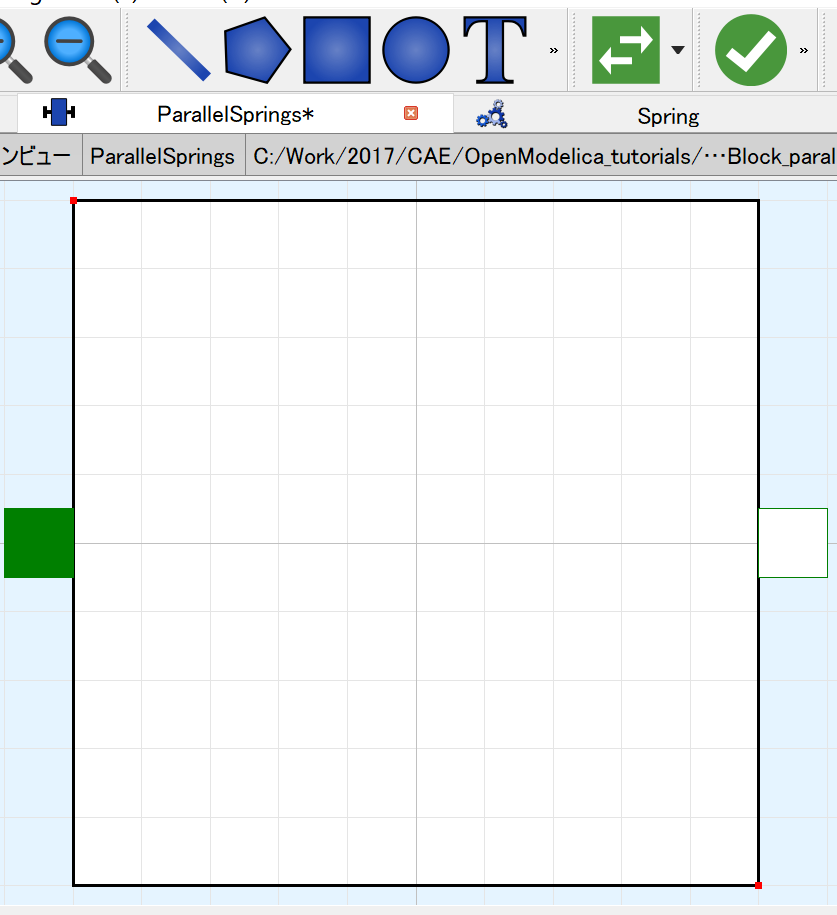 ParallelSprings*
Spring
ンビュー
ParallelSprings
C:/Work/2017/CAE/OpenModelica_tutorials/…Block_paral